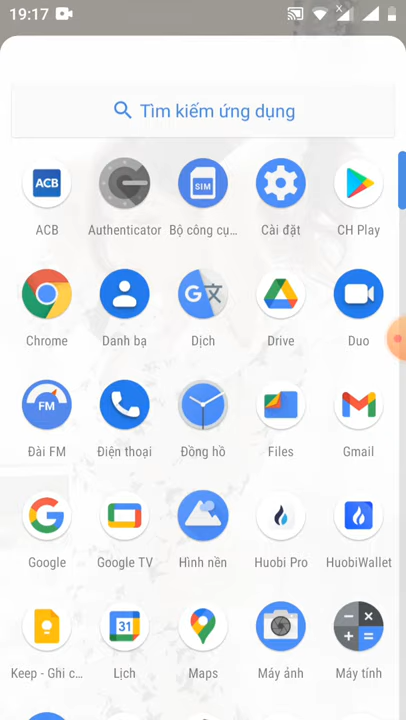 19:17
Tìm kiếm ứng dụng
ACB
SIM
ACB
Authenticator
Bộ công cụ...
Cài đặt
CH Play
G
Chrome
Danh bạ
Dịch
Drive
Duo
FM
Đài FM
Điện thoại
Đồng hồ
Files
Gmail
Google
Google TV
Hình nền
Huobi Pro
HuobiWallet
31
Keep - Ghi c...
Lịch
Maps
Máy ảnh
Máy tính